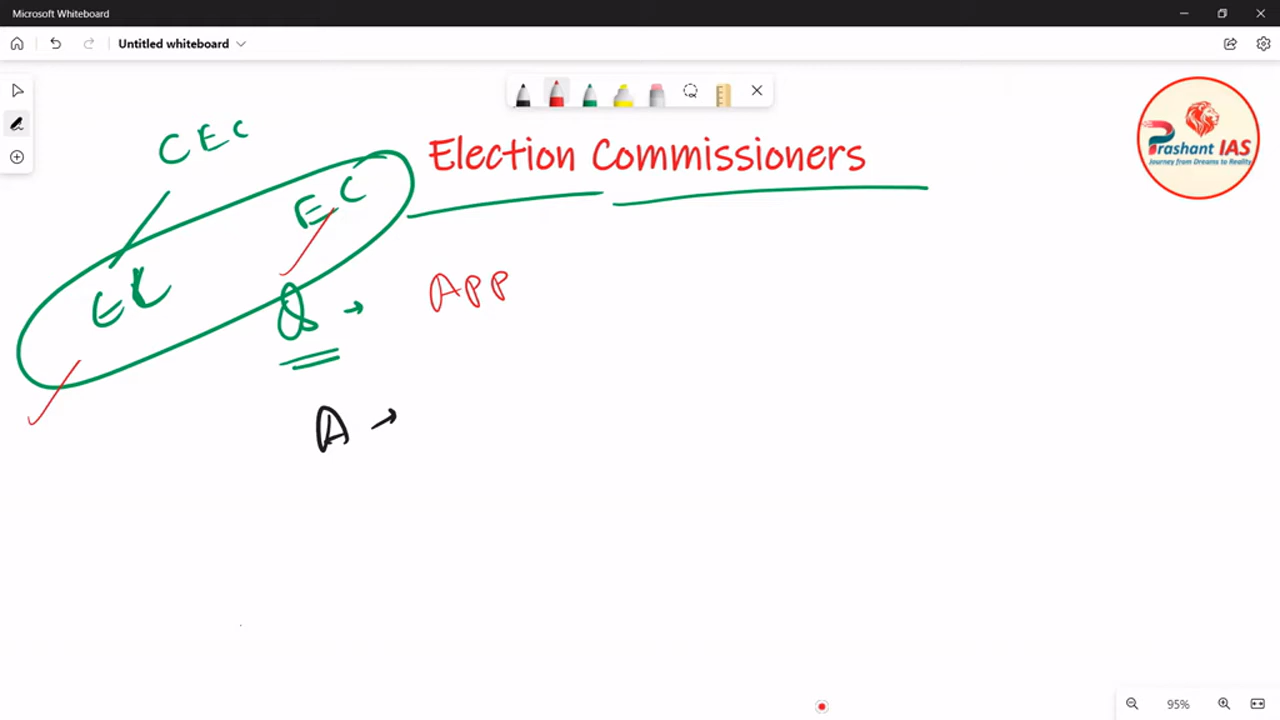 Microsoft Whiteboard
Untitled whiteboard
CEC
Election Commissioners
Prashant IAS
Journey from Dreams to Reality
EC
EC
Q → APP
A →
95%